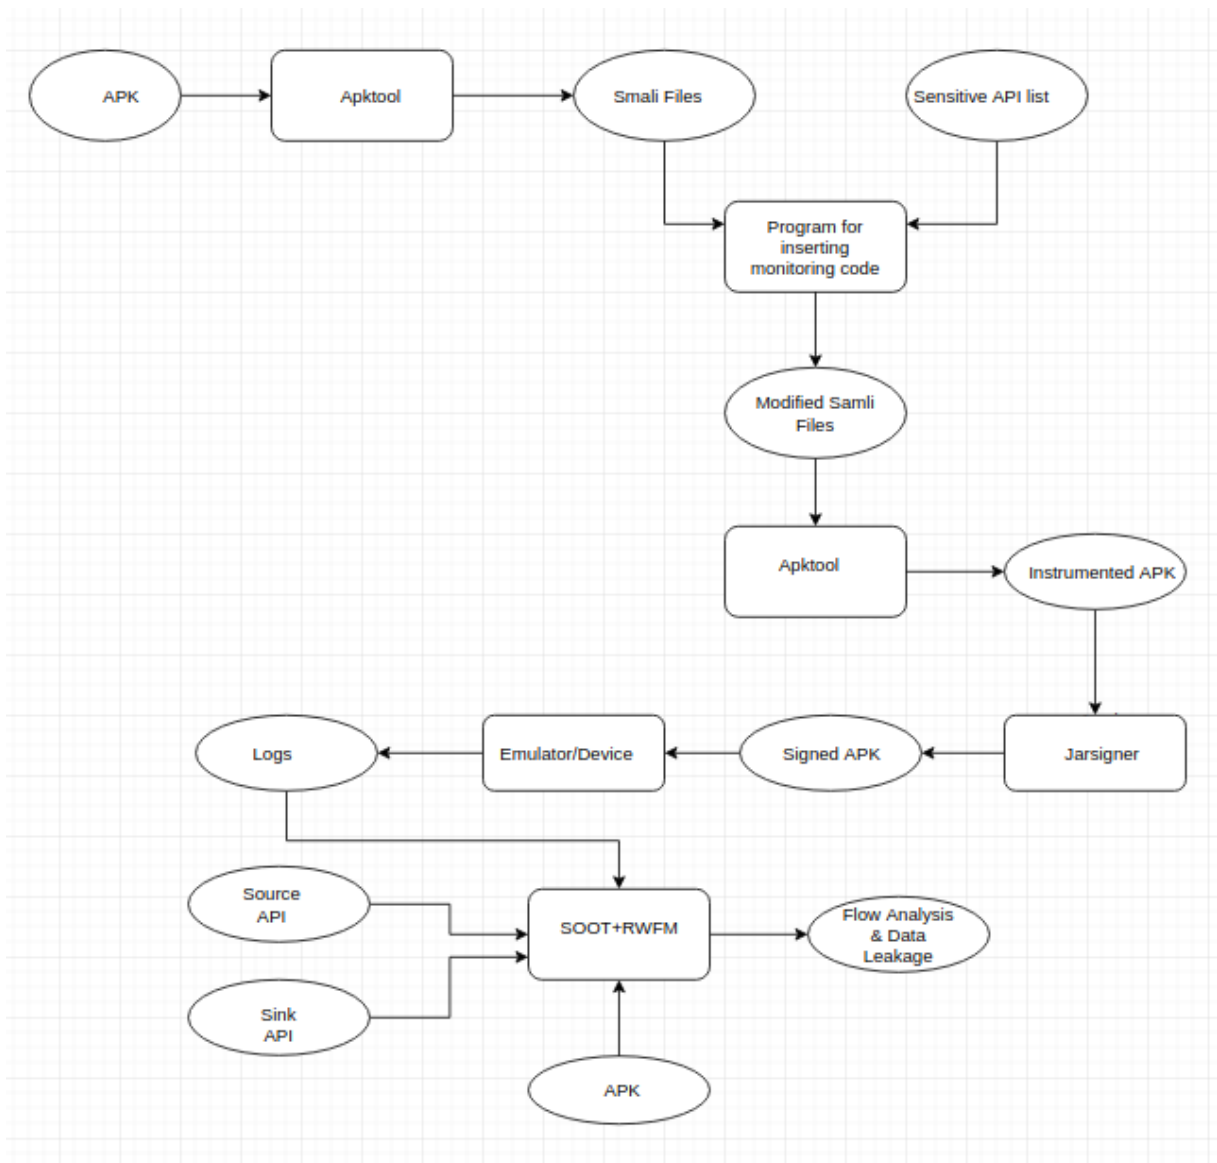 APK
Apktool
Smali Files
Sensitive API list
Program for
inserting
monitoring code
Modified Samli
Files
Apktool
Instrumented APK
Logs
Emulator/Device
Signed APK
Jarsigner
Source
API
SOOT+RWFM
Flow Analysis
& Data
Leakage
Sink
API
APK